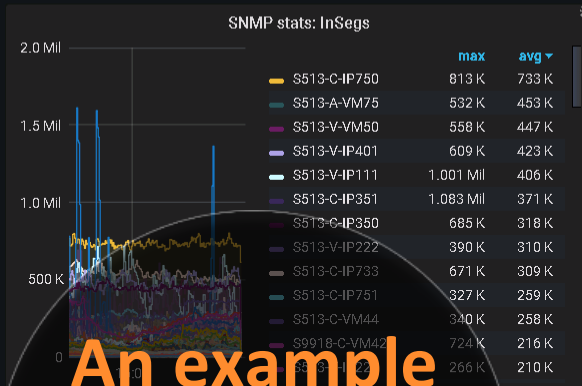 SNMP stats: InSegs
2.0 Mil
1.5 Mil
1.0 Mil
500 K
0
max avg
S513-C-IP750 813 K 733 K
S513-A-VM75 532 K 453 K
S513-V-VM50 558 K 447 K
S513-V-IP401 609 K 423 K
S513-V-IP111 1.001 Mil 406 K
S513-C-IP351 1.083 Mil 371 K
S513-C-IP350 685 K 318 K
S513-V-IP222 390 K 310 K
S513-C-IP733 671 K 309 K
S513-C-IP751 327 K 259 K
S513-C-VM44 340 K 258 K
S9918-C-VM42 724 K 216 K
266 K 210 K
An example